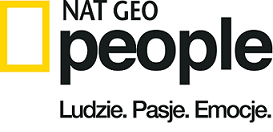 NAT GEO
people
Ludzie. Pasje. Emocje.